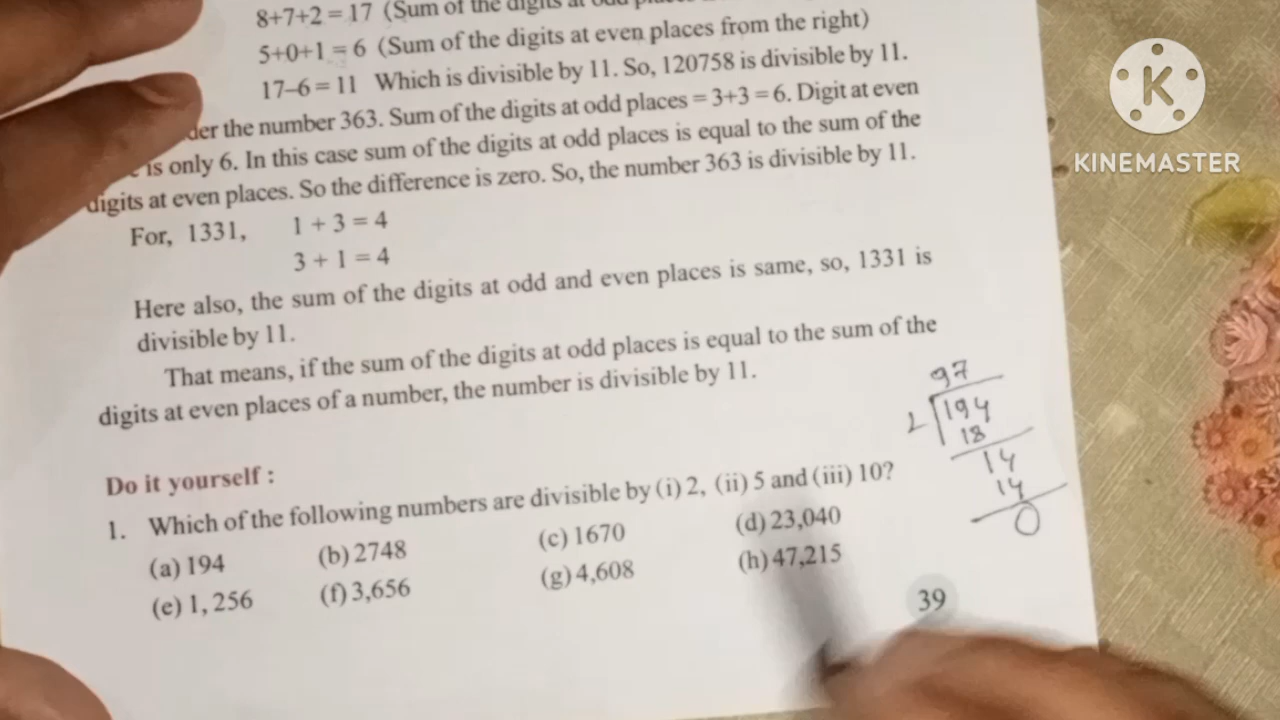 8+7+2 = 17 (Sum of the digits at odd
5+0+1 = 6 (Sum of the digits at even places from the right)
17–6 = 11 Which is divisible by 11. So, 120758 is divisible by 11.
the number 363. Sum of the digits at odd places = 3+3 = 6. Digit at even
is only 6. In this case sum of the digits at odd places is equal to the sum of the
digits at even places. So the difference is zero. So, the number 363 is divisible by 11.
For, 1331, 1 + 3 = 4
3 + 1 = 4
Here also, the sum of the digits at odd and even places is same, so, 1331 is
divisible by 11.
That means, if the sum of the digits at odd places is equal to the sum of the
digits at even places of a number, the number is divisible by 11.
Do it yourself :
1. Which of the following numbers are divisible by (i) 2, (ii) 5 and (iii) 10?
(a) 194 (b) 2748 (c) 1670 (d) 23,040
(e) 1, 256 (f) 3,656 (g) 4,608 (h) 47,215
39
97
2 194
18
14
14
0
K
KINEMASTER